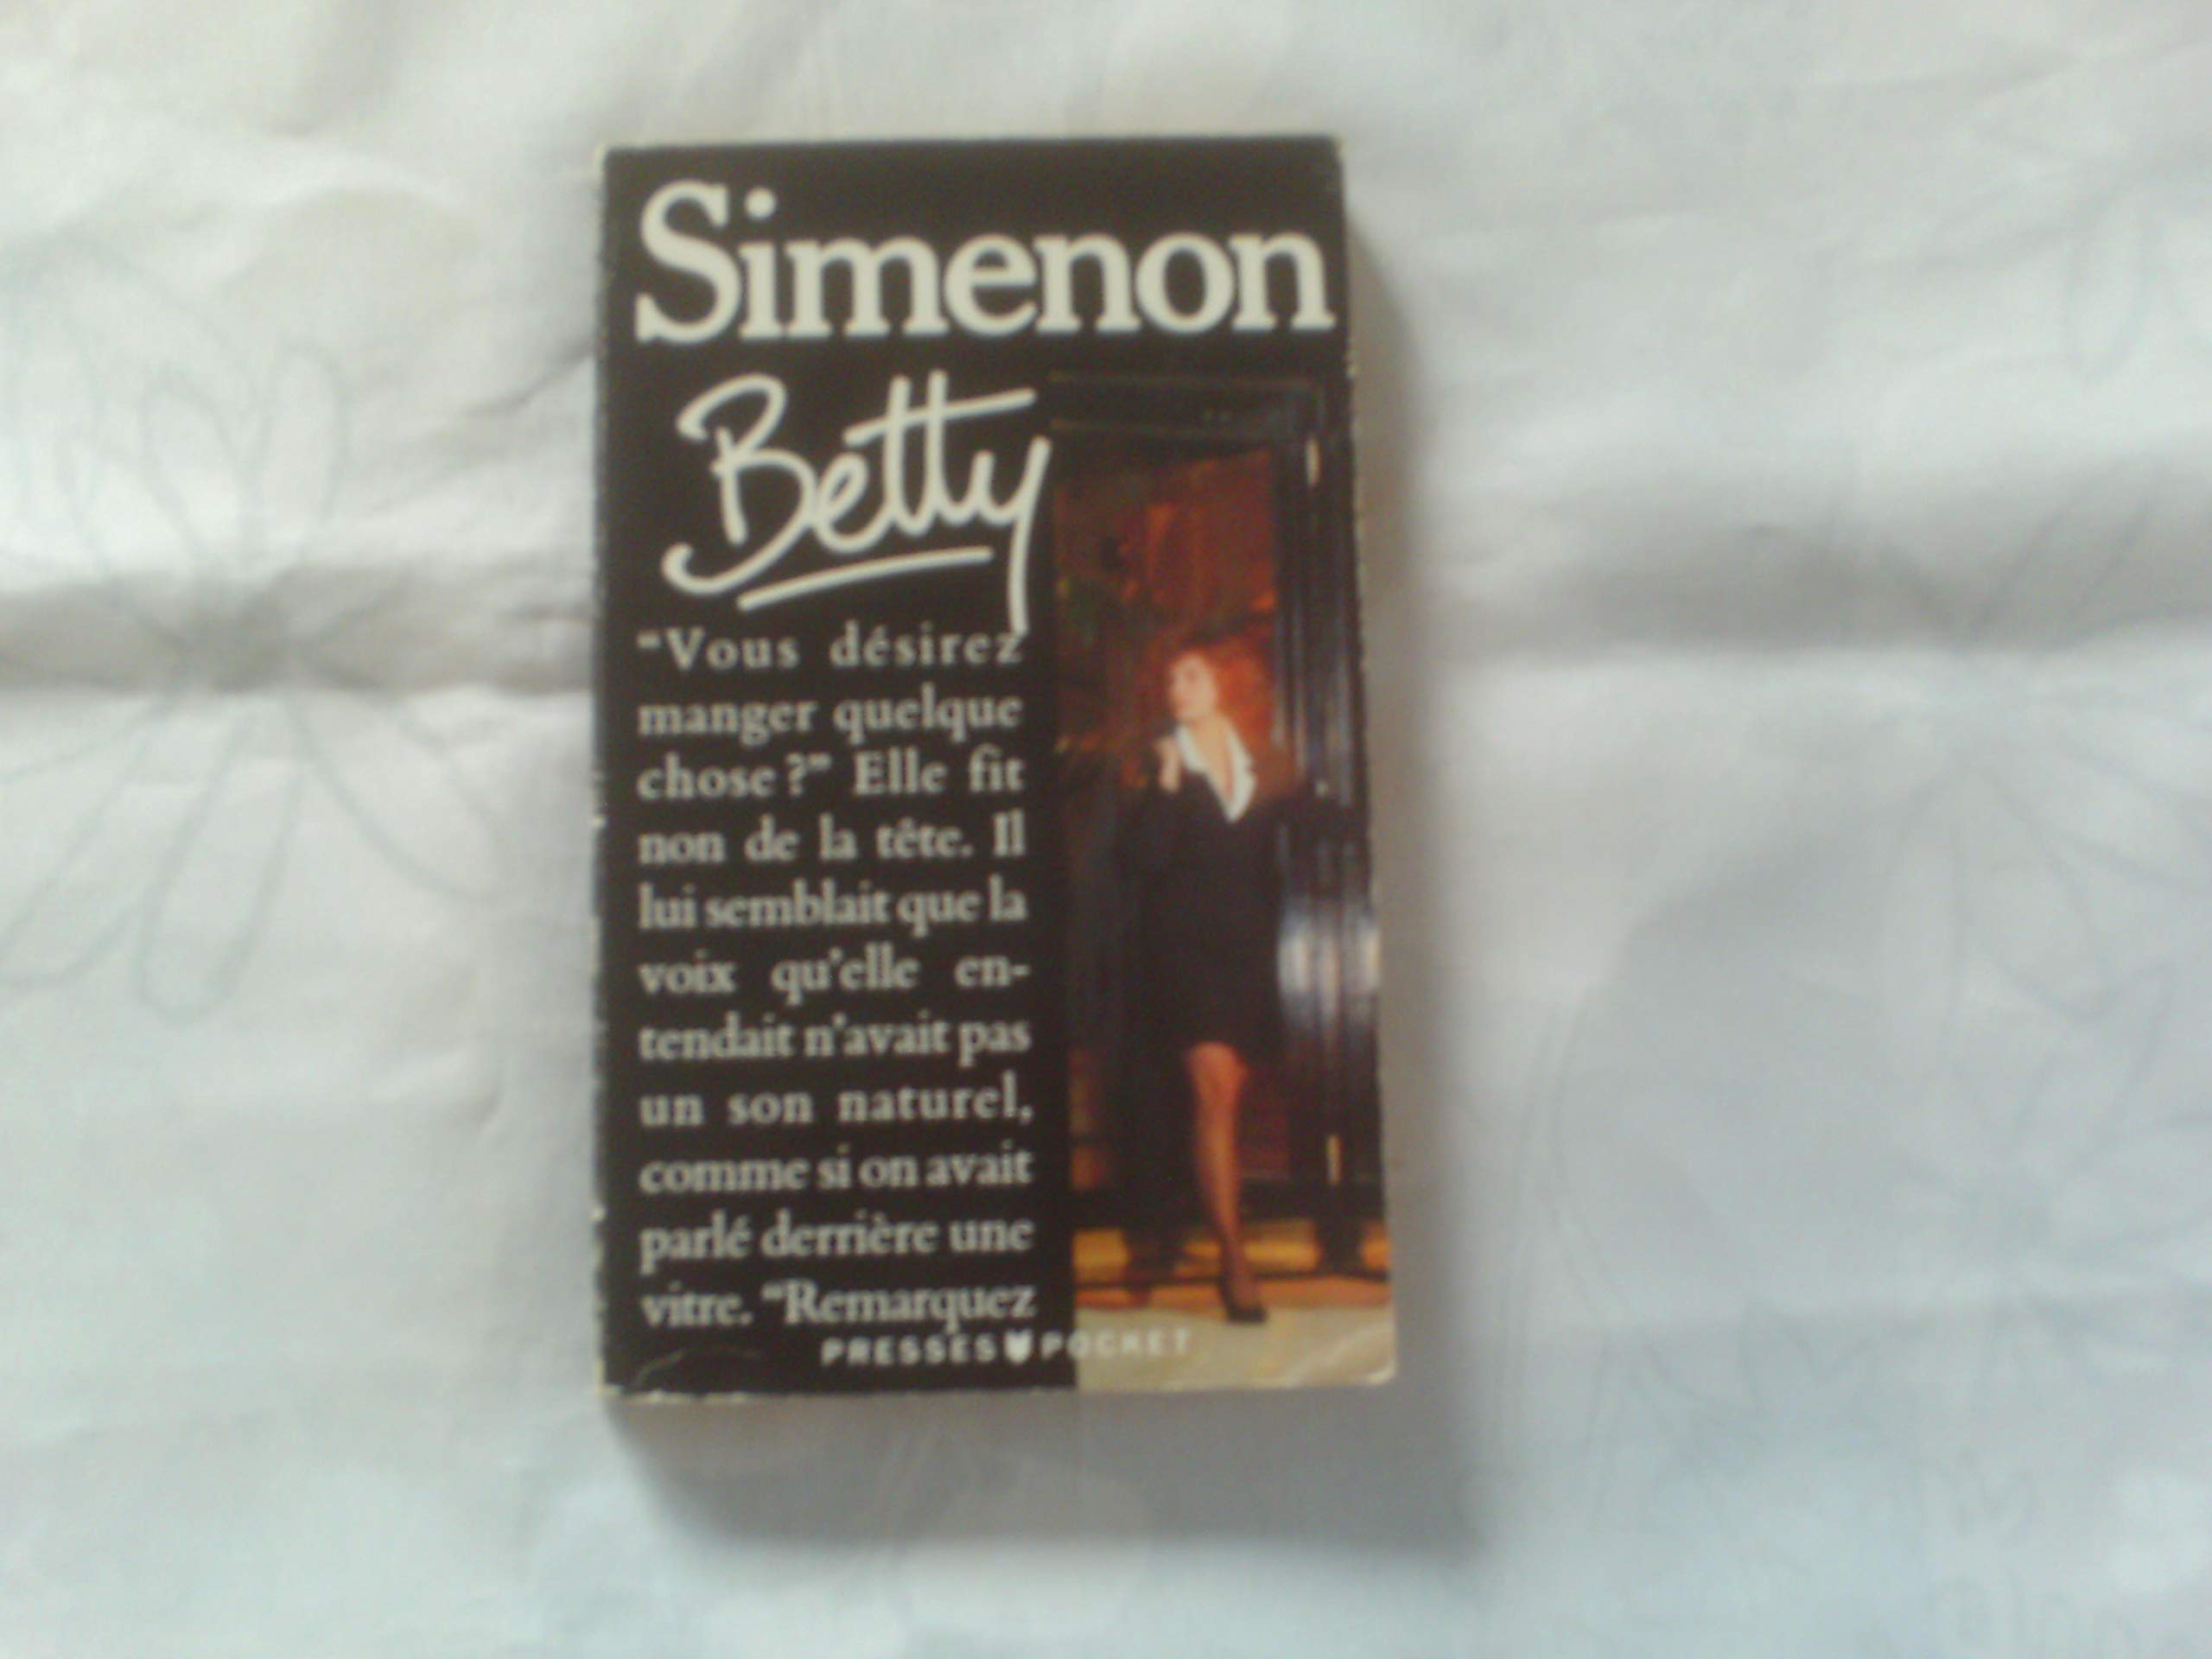 Simenon
Betty
“Vous désirez
manger quelque
chose ?” Elle fit
non de la tête. Il
lui semblait que la
voix qu'elle en-
tendait n'avait pas
un son naturel,
comme si on avait
parlé derrière une
vitre. “Remarquez
PRESSES POCKET